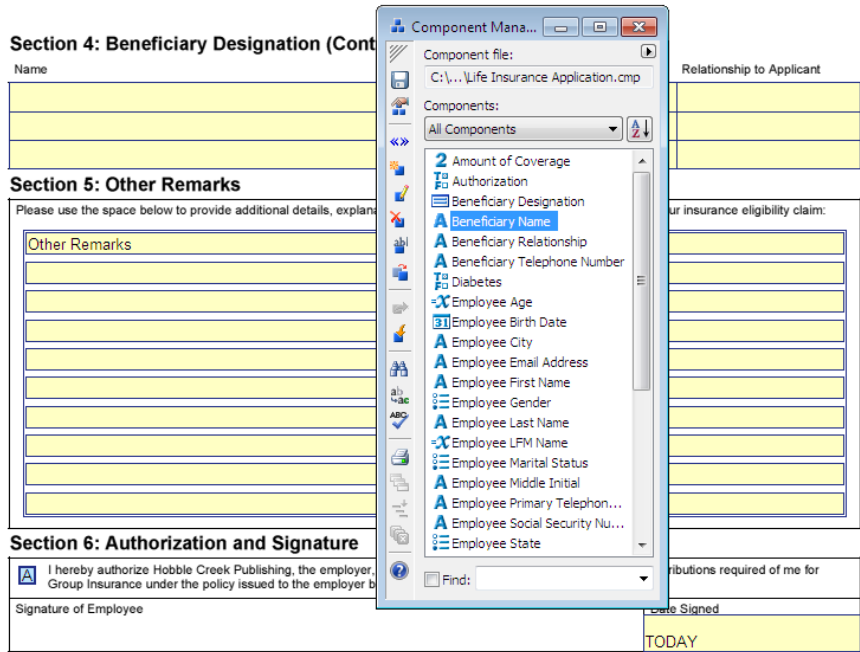 Section 4: Beneficiary Designation (Cont
Name
Relationship to Applicant
Section 5: Other Remarks
Please use the space below to provide additional details, explana
ur insurance eligibility claim:
Other Remarks
Section 6: Authorization and Signature
A
I hereby authorize Hobble Creek Publishing, the employer,
ributions required of me for
Group Insurance under the policy issued to the employer b
Signature of Employee
Date Signed
TODAY
Component Mana...
Component file:
C:\...\Life Insurance Application.cmp
Components:
All Components
A
Z
«»
abl
ab
ac
ABC
2 Amount of Coverage
Authorization
Beneficiary Designation
A Beneficiary Name
A Beneficiary Relationship
A Beneficiary Telephone Number
Diabetes
=X Employee Age
31 Employee Birth Date
A Employee City
A Employee Email Address
A Employee First Name
Employee Gender
A Employee Last Name
=X Employee LFM Name
Employee Marital Status
A Employee Middle Initial
A Employee Primary Telephon...
A Employee Social Security Nu...
Employee State
?
Find: